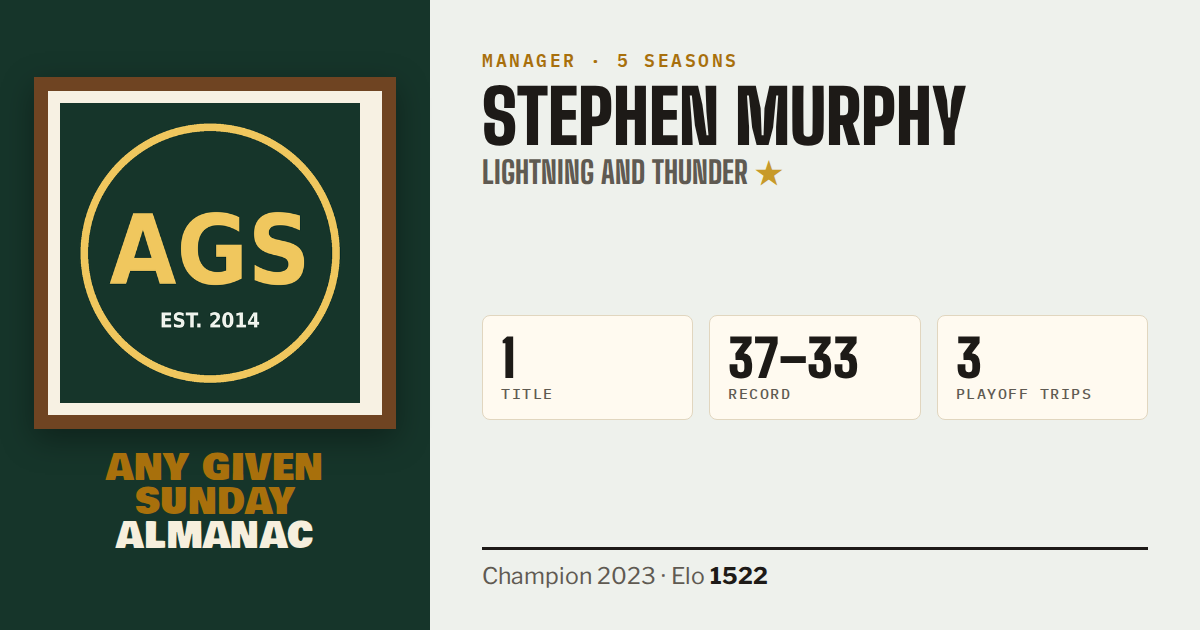 AGS
EST. 2014
ANY GIVEN
SUNDAY
ALMANAC
MANAGER · 5 SEASONS
STEPHEN MURPHY
LIGHTNING AND THUNDER ★
1
TITLE
37–33
RECORD
3
PLAYOFF TRIPS
Champion 2023 · Elo 1522